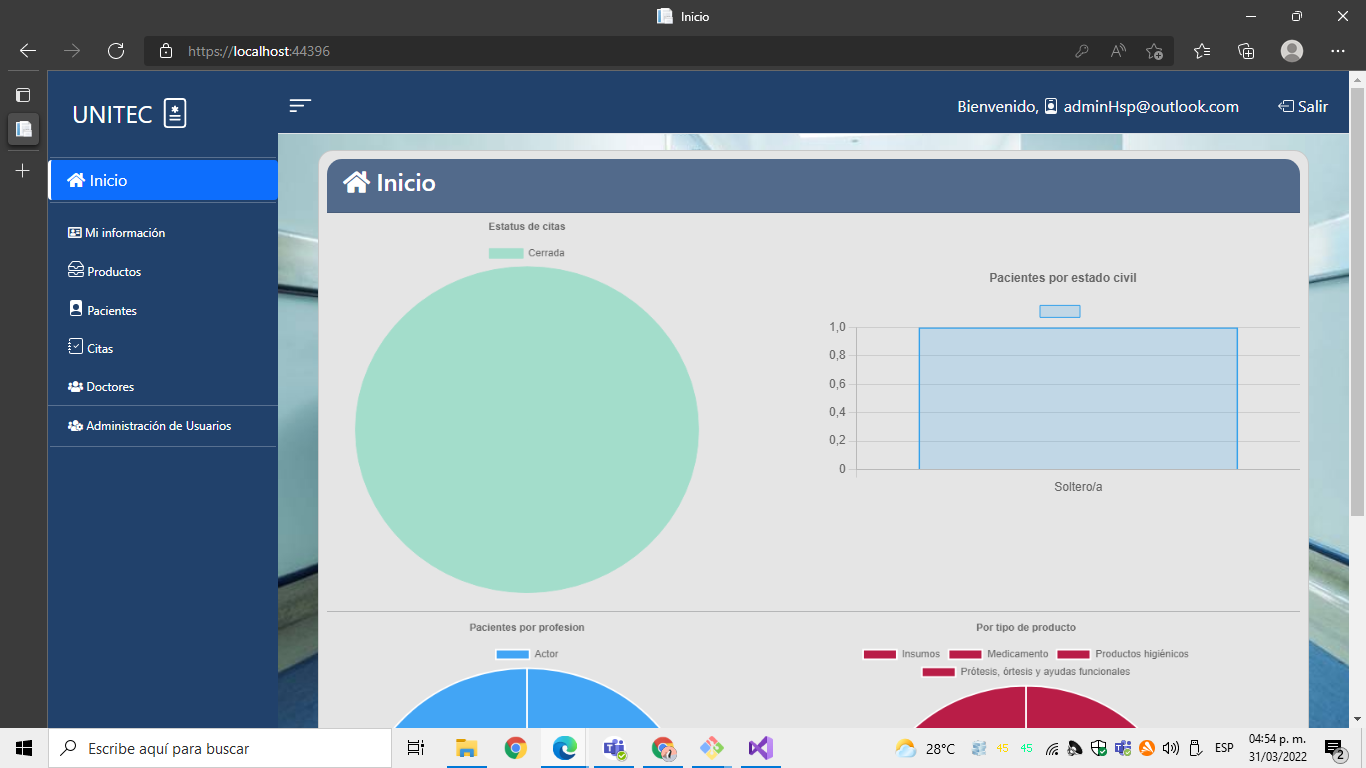 Inicio
https://localhost:44396
UNITEC
Bienvenido, adminHsp@outlook.com
Salir
Inicio
Mi información
Productos
Pacientes
Citas
Doctores
Administración de Usuarios
Inicio
Estatus de citas
Cerrada
Pacientes por estado civil
1,0
0,8
0,6
0,4
0,2
0
Soltero/a
Pacientes por profesion
Actor
Por tipo de producto
Insumos Medicamento Productos higiénicos
Prótesis, órtesis y ayudas funcionales
Escribe aquí para buscar
28°C
45
45
ESP
04:54 p. m.
31/03/2022
2